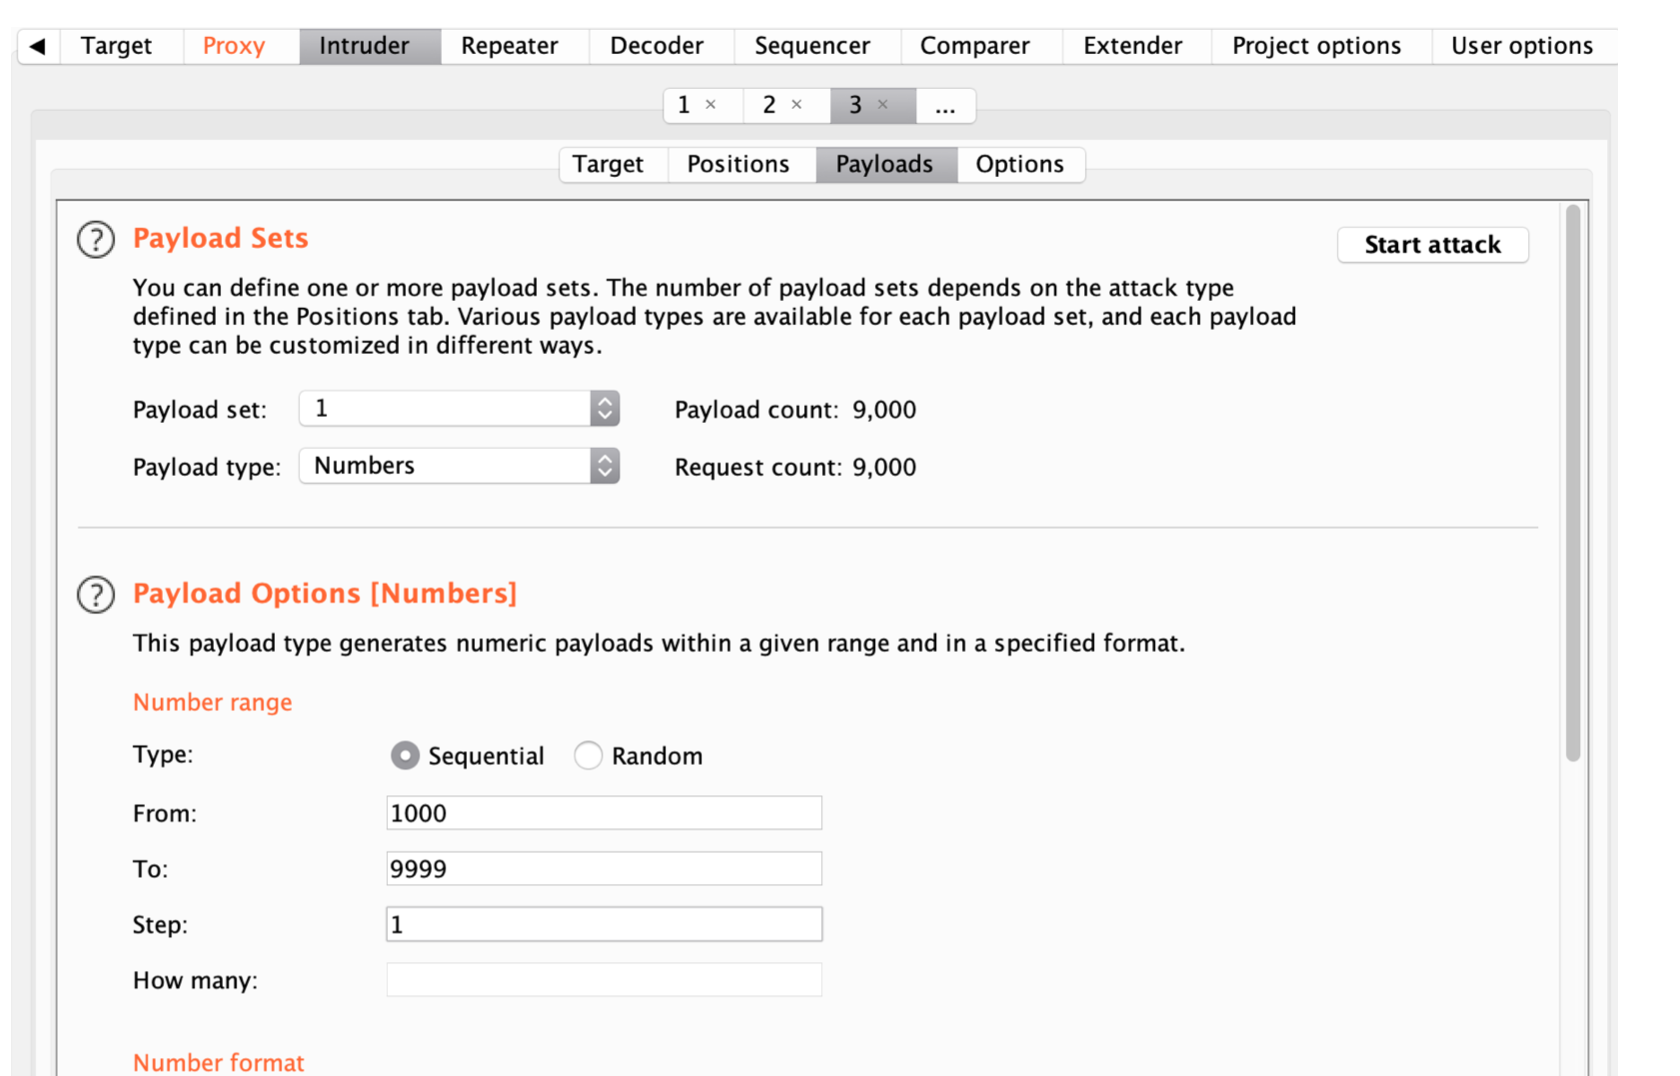 ◀ Target Proxy Intruder Repeater Decoder Sequencer Comparer Extender Project options User options
1 × 2 × 3 × ...
Target Positions Payloads Options
? Payload Sets
Start attack
You can define one or more payload sets. The number of payload sets depends on the attack type
defined in the Positions tab. Various payload types are available for each payload set, and each payload
type can be customized in different ways.
Payload set: 1 Payload count: 9,000
Payload type: Numbers Request count: 9,000
? Payload Options [Numbers]
This payload type generates numeric payloads within a given range and in a specified format.
Number range
Type: Sequential Random
From: 1000
To: 9999
Step: 1
How many:
Number format